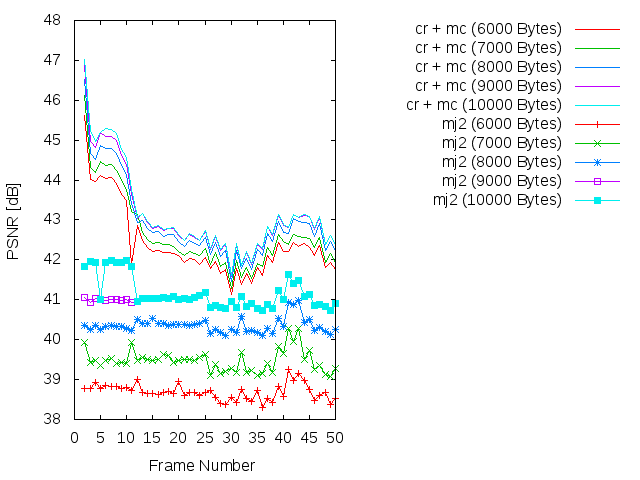 48
47
46
45
44
43
42
41
40
39
38
PSNR [dB]
0 5 10 15 20 25 30 35 40 45 50
Frame Number
cr + mc (6000 Bytes)
cr + mc (7000 Bytes)
cr + mc (8000 Bytes)
cr + mc (9000 Bytes)
cr + mc (10000 Bytes)
mj2 (6000 Bytes)
mj2 (7000 Bytes)
mj2 (8000 Bytes)
mj2 (9000 Bytes)
mj2 (10000 Bytes)